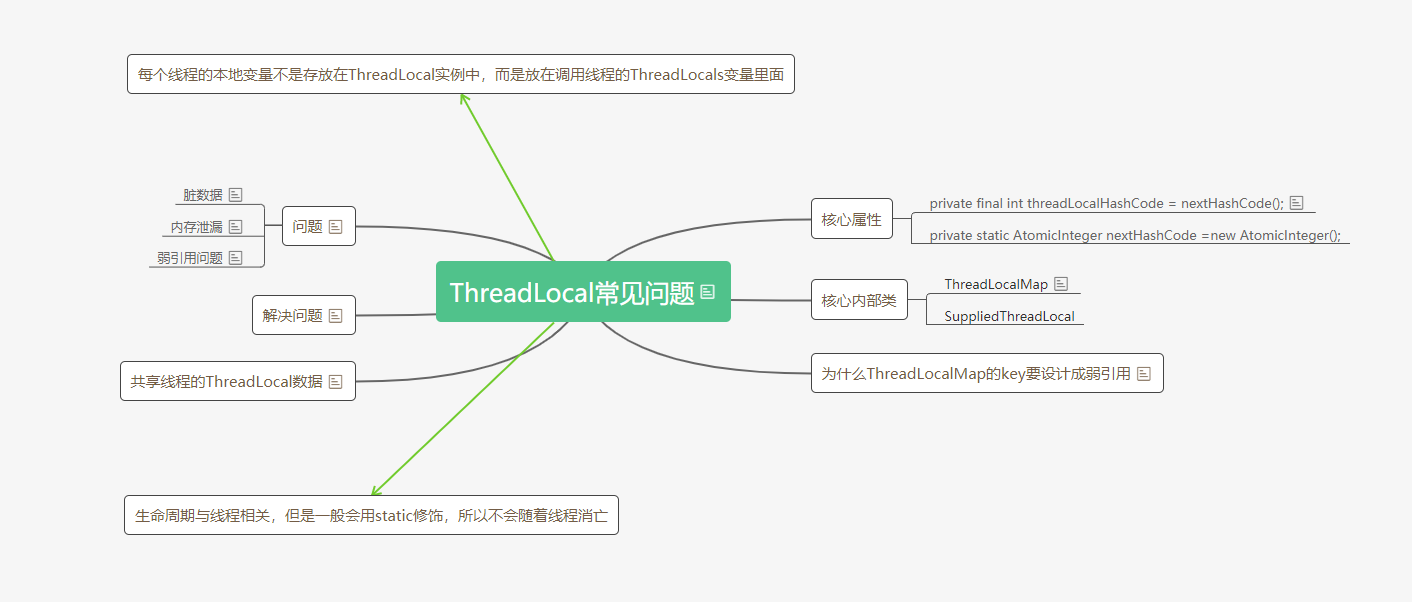 每个线程的本地变量不是存放在ThreadLocal实例中，而是放在调用线程的ThreadLocals变量里面
ThreadLocal常见问题
问题
脏数据
内存泄漏
弱引用问题
解决问题
共享线程的ThreadLocal数据
核心属性
private final int threadLocalHashCode = nextHashCode();
private static AtomicInteger nextHashCode =new AtomicInteger();
核心内部类
ThreadLocalMap
SuppliedThreadLocal
为什么ThreadLocalMap的key要设计成弱引用
生命周期与线程相关，但是一般会用static修饰，所以不会随着线程消亡